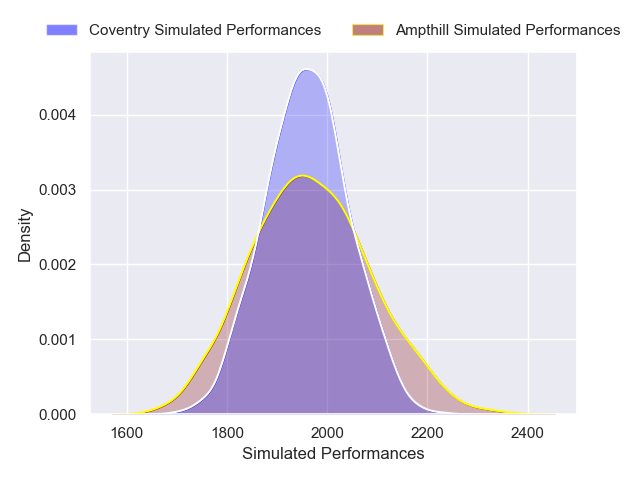 Coventry Simulated Performances Ampthill Simulated Performances
0.004
0.003
0.002
0.001
0.000
Density
1600 1800 2000 2200 2400
Simulated Performances